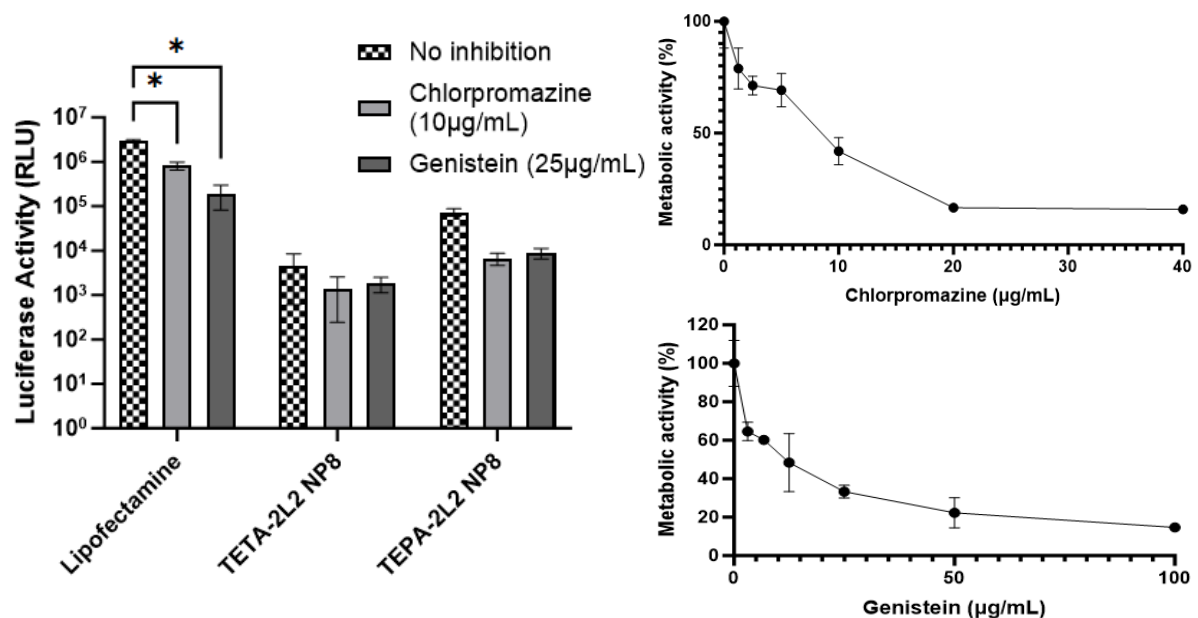 *
*
No inhibition
Chlorpromazine
(10µg/mL)
Genistein (25µg/mL)
Luciferase Activity (RLU)
10⁷
10⁶
10⁵
10⁴
10³
10²
10¹
10⁰
Lipofectamine
TETA-2L2 NP8
TEPA-2L2 NP8
Metabolic activity (%)
100
50
0
0 10 20 30 40
Chlorpromazine (µg/mL)
Metabolic activity (%)
120
100
80
60
40
20
0
0 50 100
Genistein (µg/mL)